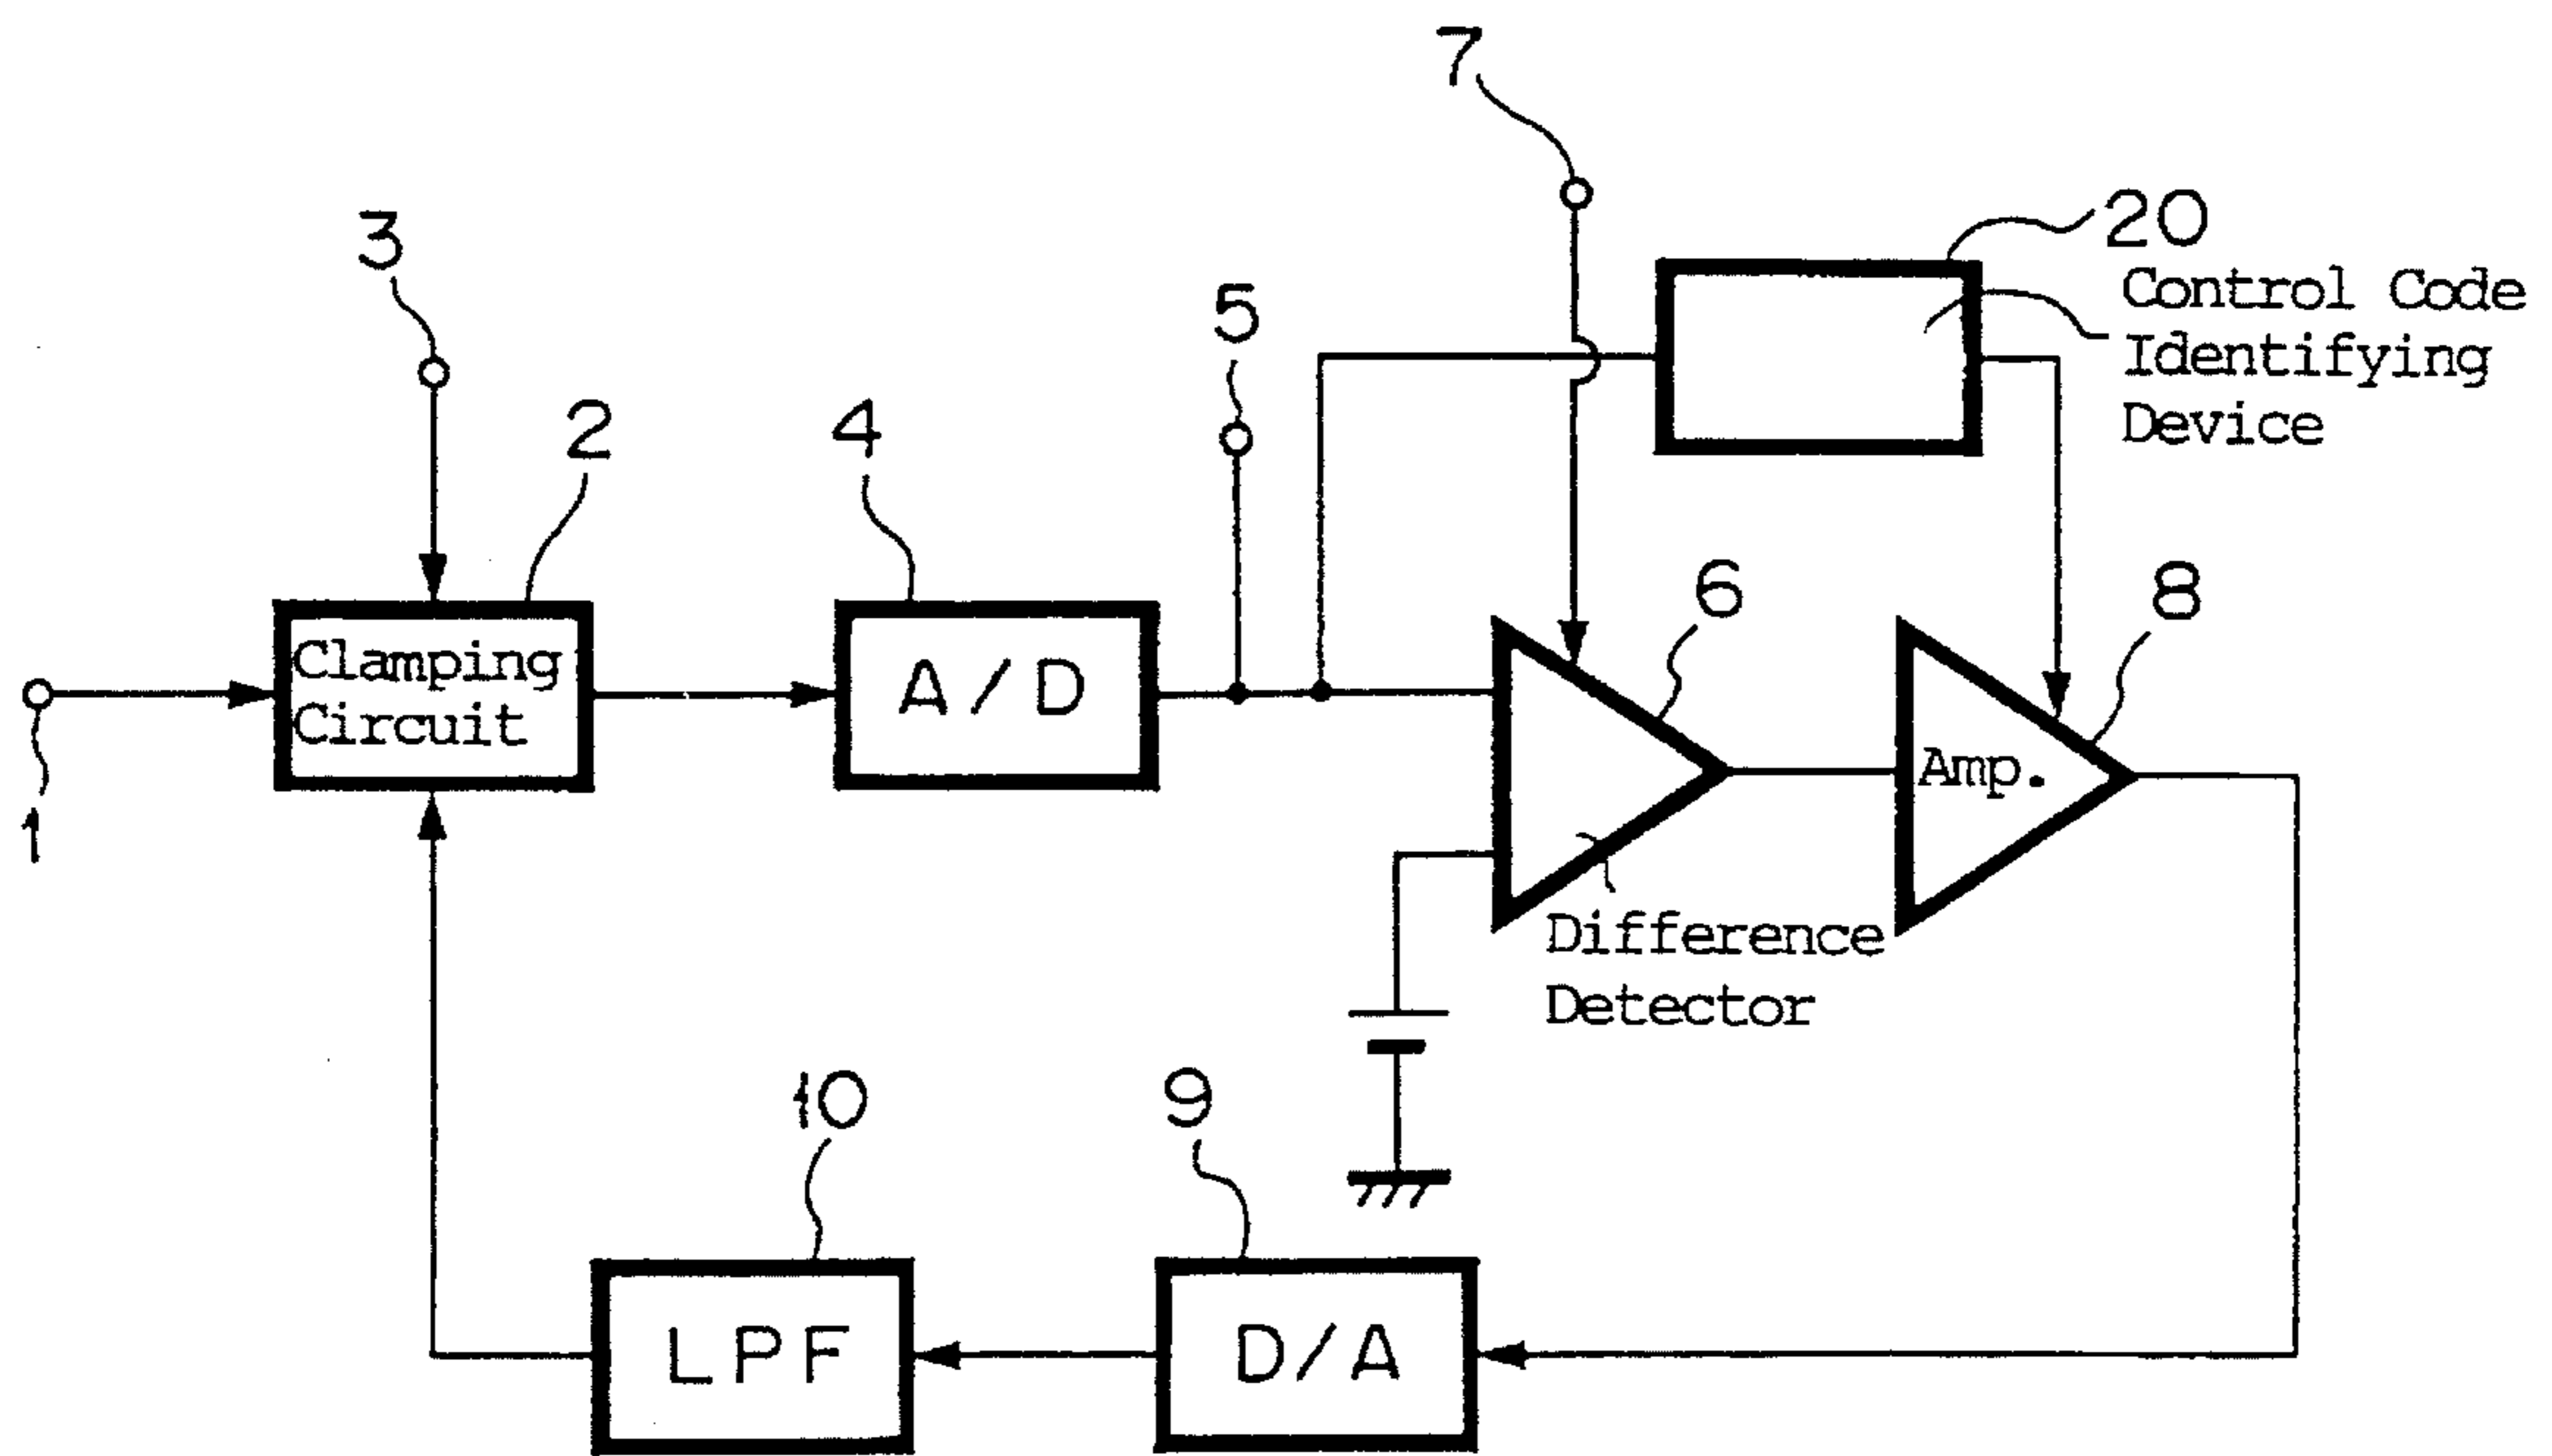 7
20
3
Control Code
Identifying
Device
5
2
4
6
8
Clamping
Circuit
A/D
Amp.
1
Difference
Detector
10
9
LPF
D/A